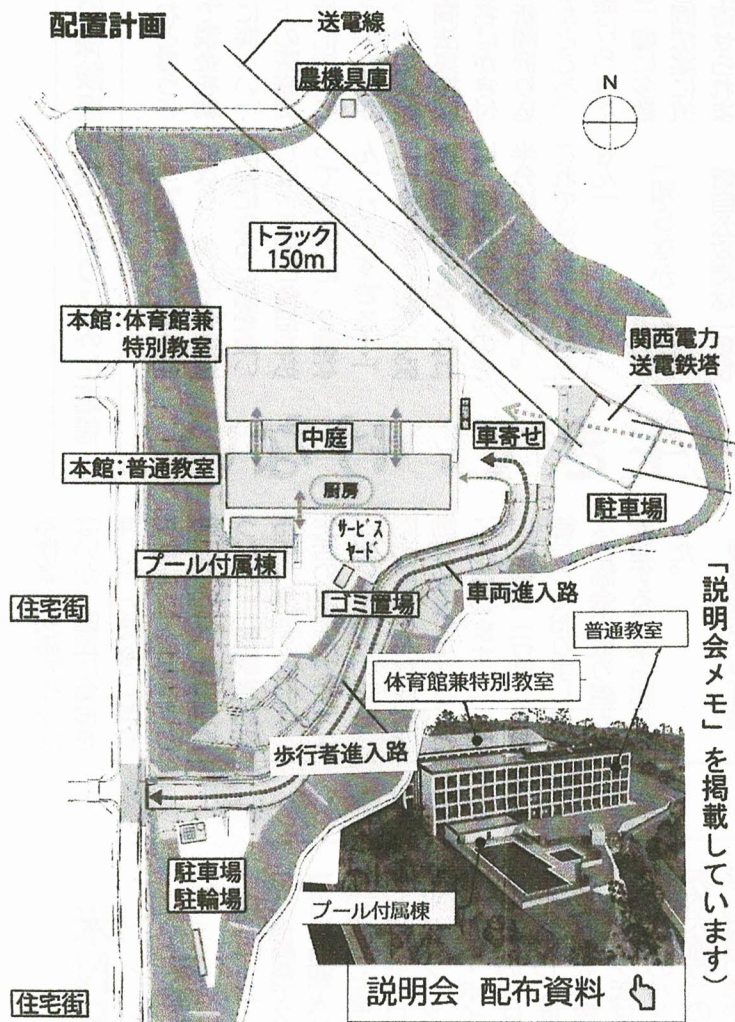 配置計画
送電線
農機具庫
N
トラック
150m
本館:体育館兼
特別教室
関西電力
送電鉄塔
中庭
車寄せ
本館:普通教室
厨房
駐車場
サービス
ヤード
プール付属棟
ゴミ置場
車両進入路
住宅街
普通教室
体育館兼特別教室
歩行者進入路
駐車場
駐輪場
プール付属棟
住宅街
説明会 配布資料
「説明会メモ」を掲載しています)